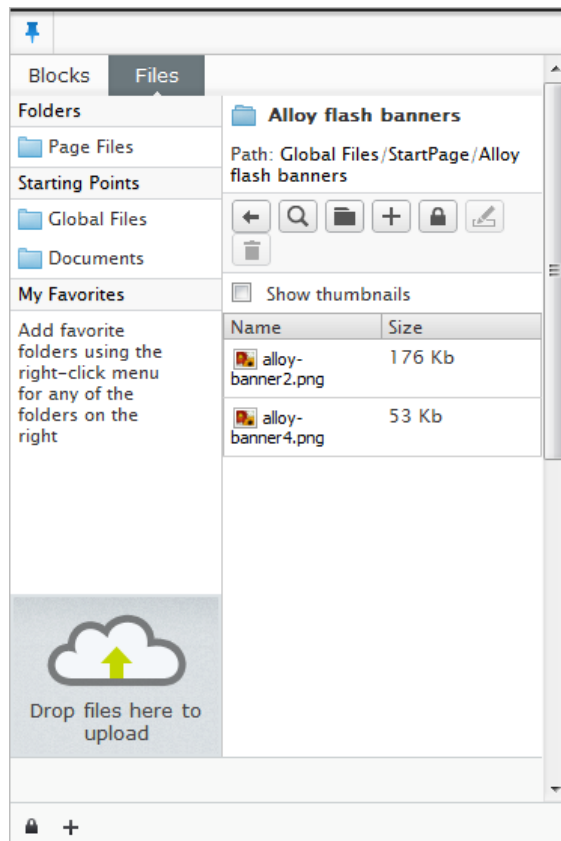 Blocks Files
Folders
Page Files
Starting Points
Global Files
Documents
My Favorites
Add favorite
folders using the
right-click menu
for any of the
folders on the
right
Drop files here to
upload
Alloy flash banners
Path: Global Files/StartPage/Alloy
flash banners
Show thumbnails
Name Size
alloy- 176 Kb
banner2.png
alloy- 53 Kb
banner4.png